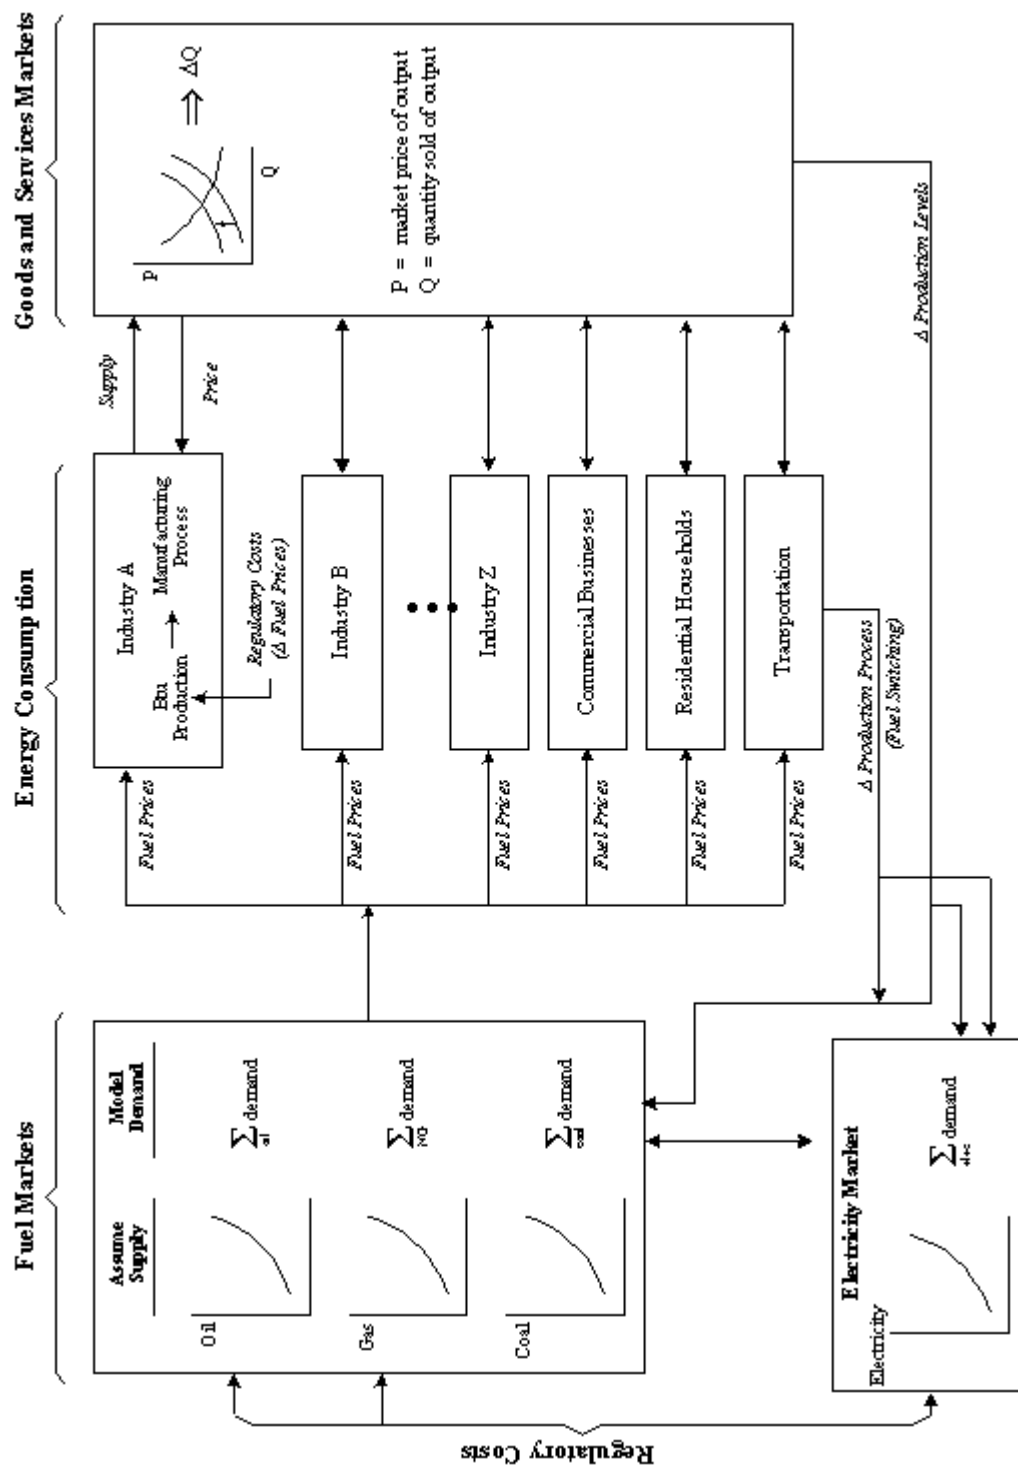 Fuel Markets
Energy Consumption
Goods and Services Markets
Regulatory Costs
Assume
Supply
Model
Demand
Oil
∑ demand
oil
Gas
∑ demand
Coal
∑ demand
coal
Electricity Market
Electricity
∑ demand
elec
Fuel Prices
Industry A
Btu
Production
Manufacturing
Process
Regulatory Costs
(Δ Fuel Prices)
Fuel Prices
Industry B
•••
Fuel Prices
Industry Z
Fuel Prices
Commercial Businesses
Fuel Prices
Residential Households
Fuel Prices
Transportation
Δ Production Process
(Fuel Switching)
Supply
Price
P
Q
⇒ ΔQ
P = market price of output
Q = quantity sold of output
Δ Production Levels